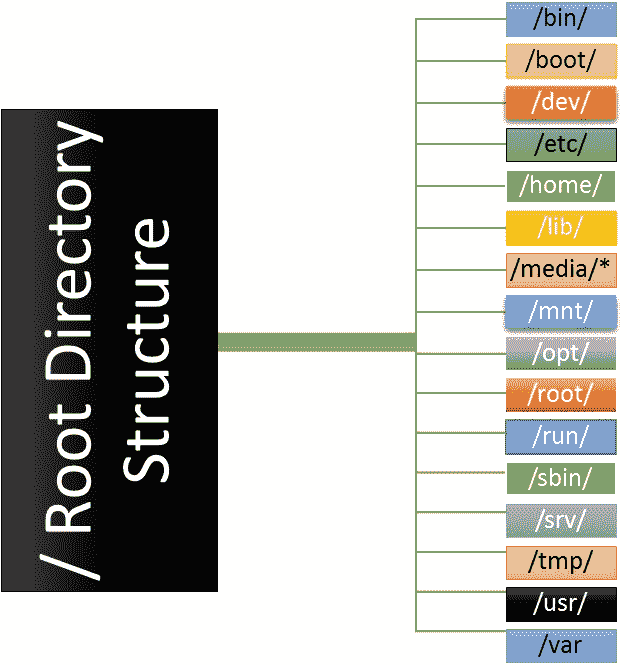 / Root Directory
Structure
/bin/
/boot/
/dev/
/etc/
/home/
/lib/
/media/*
/mnt/
/opt/
/root/
/run/
/sbin/
/srv/
/tmp/
/usr/
/var